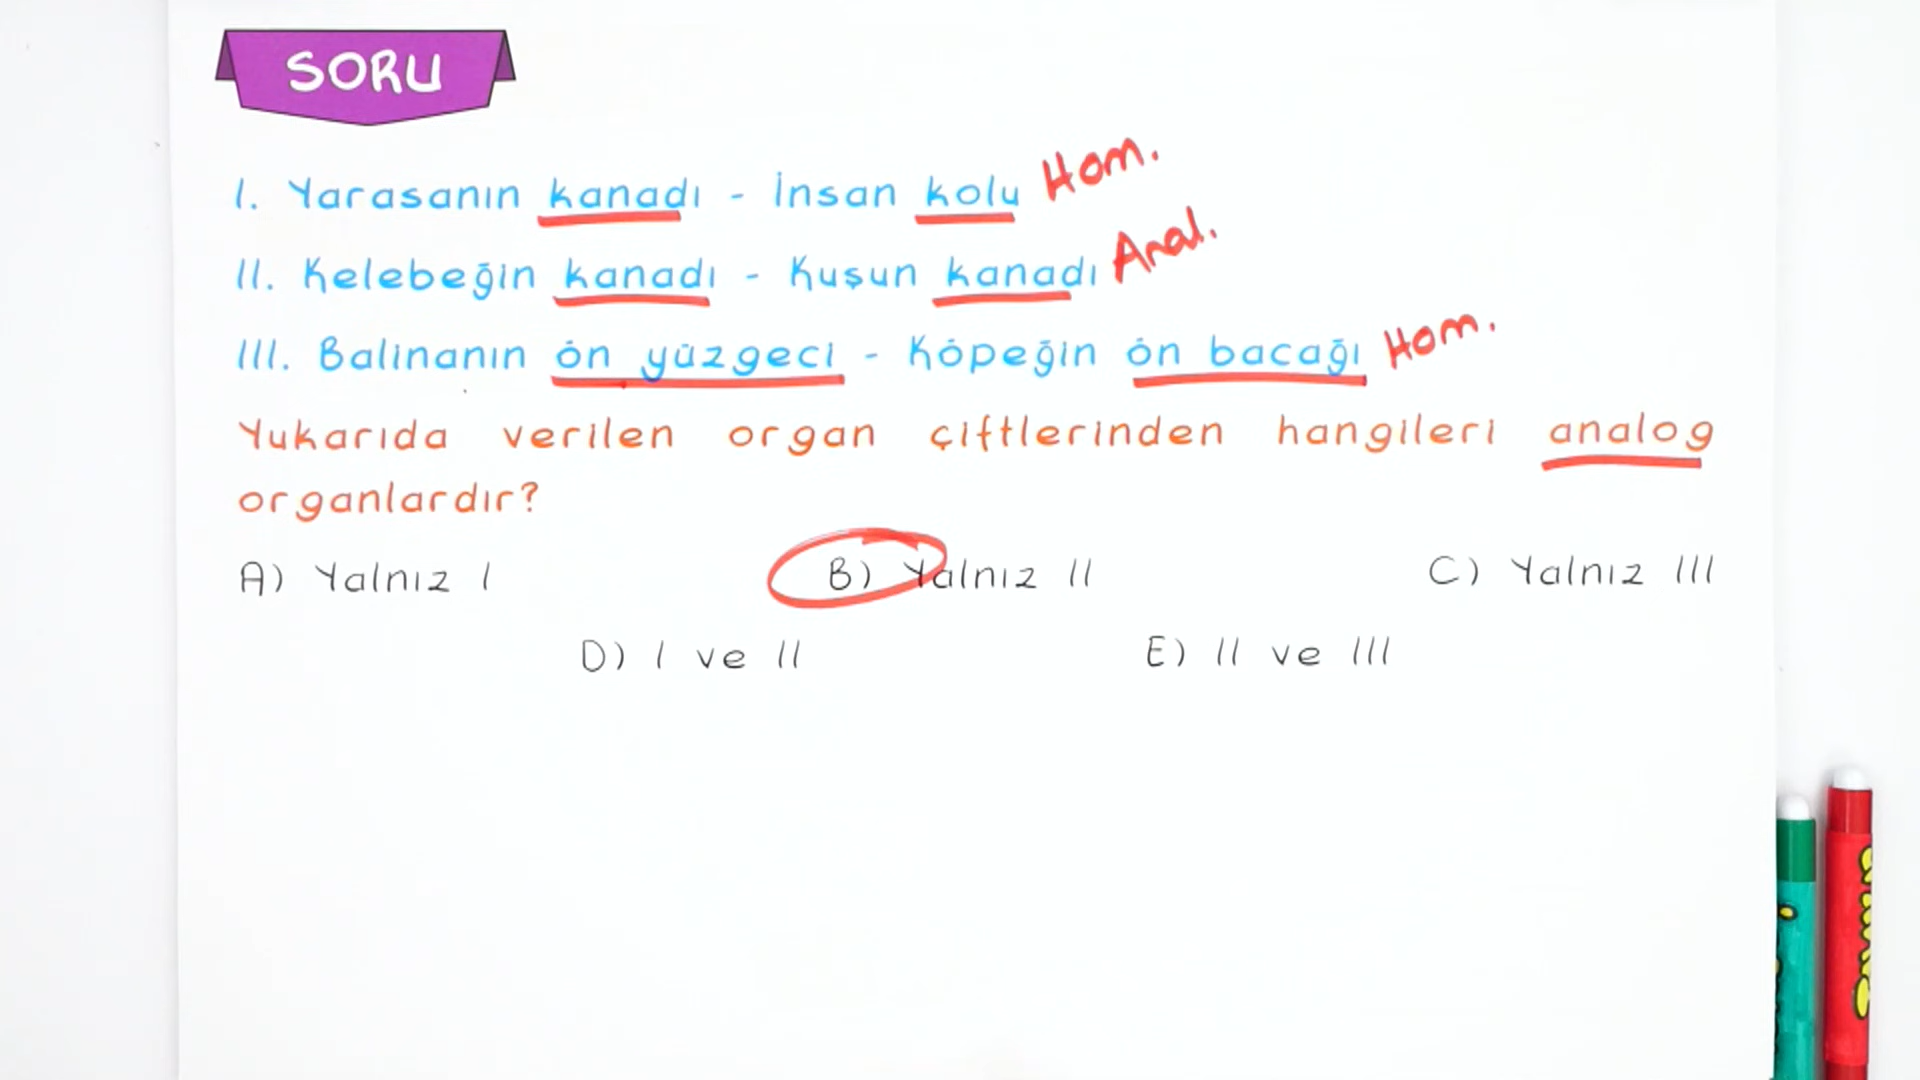 SORU
I. Yarasanın kanadı - İnsan kolu Hom.
II. Kelebeğin kanadı - Kuşun kanadı Anal.
III. Balinanın ön yüzgeci - Köpeğin ön bacağı Hom.
Yukarıda verilen organ çiftlerinden hangileri analog
organlardır?
A) Yalnız I B) Yalnız II C) Yalnız III
D) I ve II E) II ve III